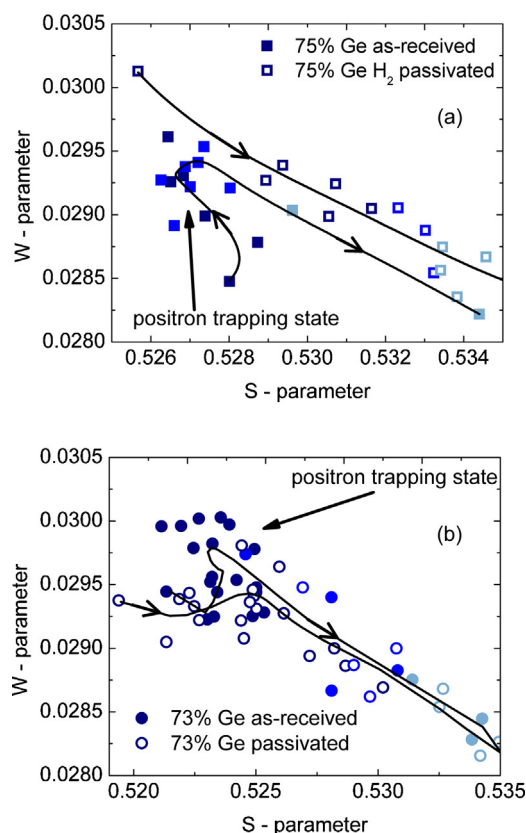 0.0305
75% Ge as-received
75% Ge H2 passivated
0.0300
(a)
0.0295
W - parameter
0.0290
0.0285
positron trapping state
0.0280
0.526 0.528 0.530 0.532 0.534
S - parameter
0.0305
positron trapping state
0.0300
(b)
0.0295
W - parameter
0.0290
0.0285
73% Ge as-received
73% Ge passivated
0.0280
0.520 0.525 0.530 0.535
S - parameter